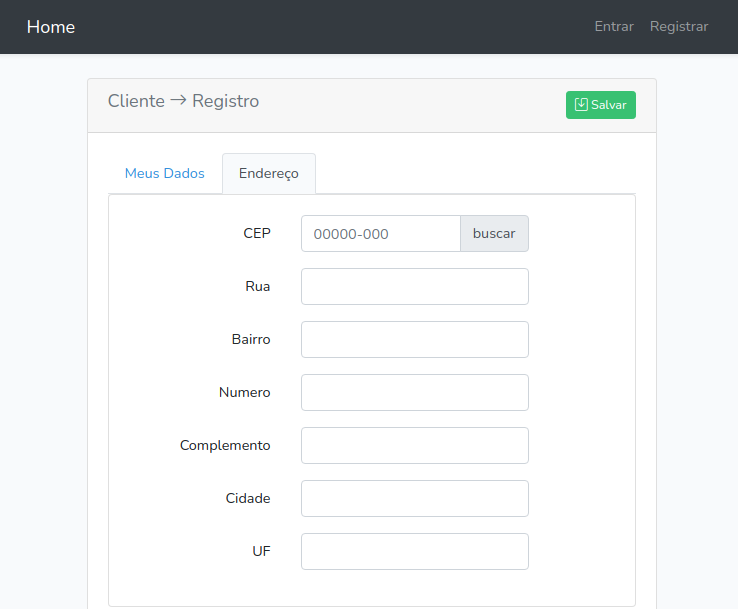 Home Entrar Registrar
Cliente → Registro Salvar
Meus Dados Endereço
CEP 00000-000 buscar
Rua
Bairro
Numero
Complemento
Cidade
UF